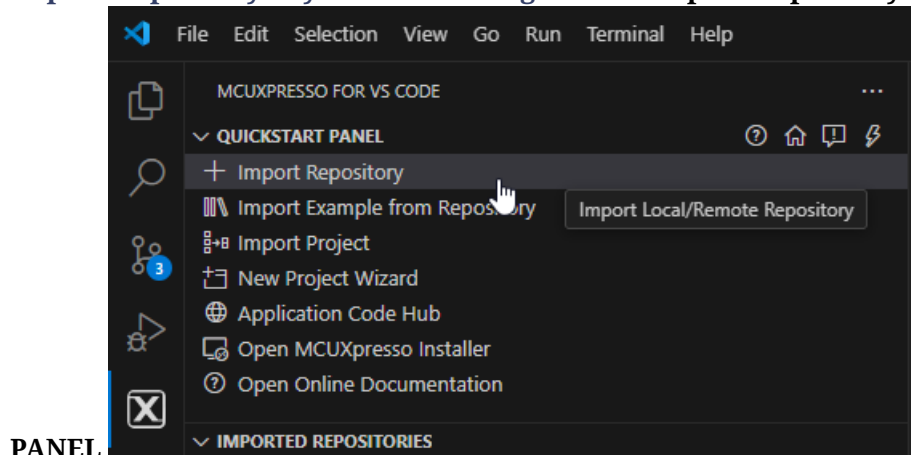 File Edit Selection View Go Run Terminal Help
MCUXPRESSO FOR VS CODE
QUICKSTART PANEL
Import Repository
Import Example from Repository
Import Local/Remote Repository
Import Project
3
New Project Wizard
Application Code Hub
Open MCUXpresso Installer
Open Online Documentation
PANEL
IMPORTED REPOSITORIES